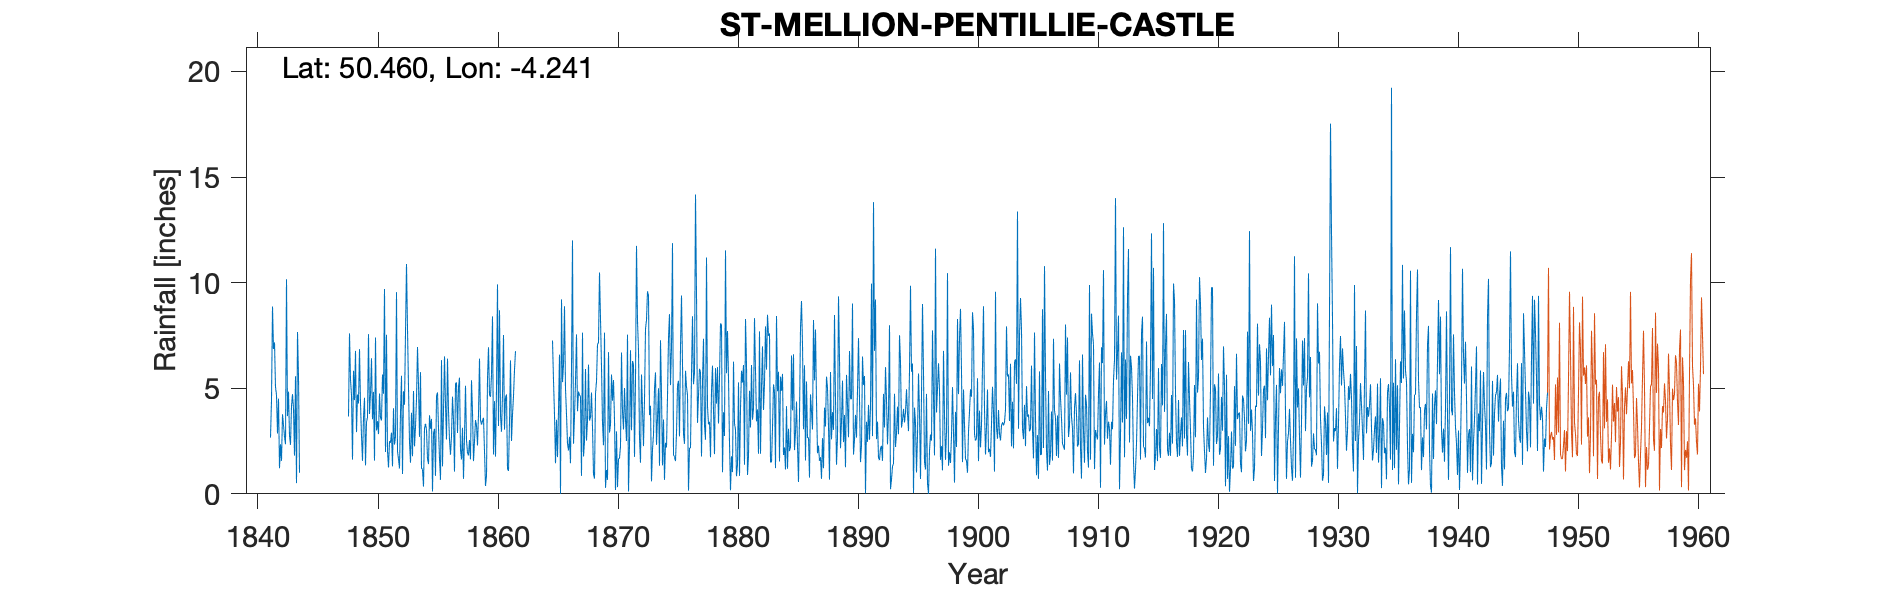 ST-MELLION-PENTILLIE-CASTLE
Lat: 50.460, Lon: -4.241
20
15
10
5
0
Rainfall [inches]
1840 1850 1860 1870 1880 1890 1900 1910 1920 1930 1940 1950 1960
Year